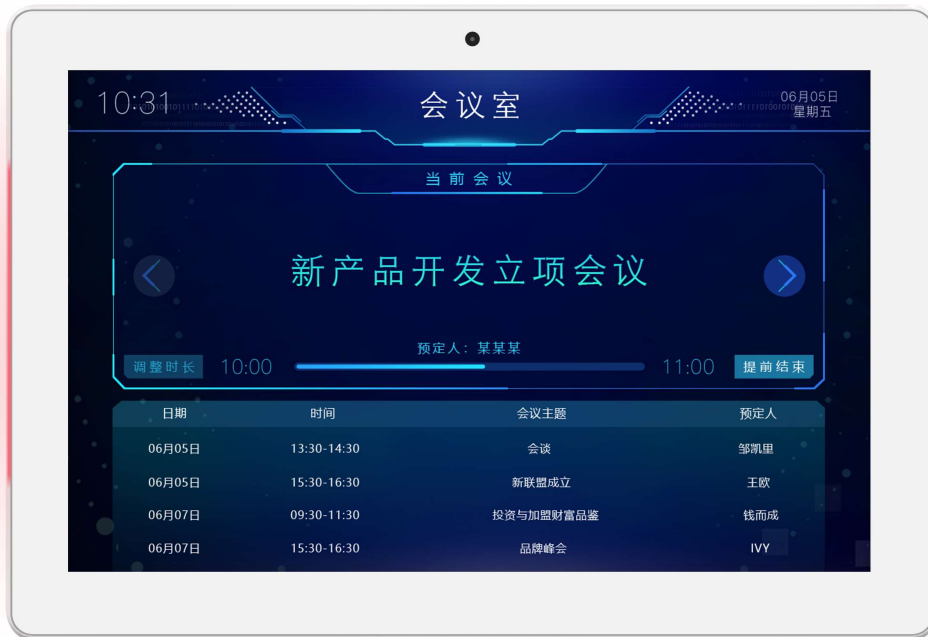 10:31
会议室
06月05日
星期五
当前会议
新产品开发立项会议
预定人：某某某
调整时长 10:00 11:00 提前结束
日期 时间 会议主题 预定人
06月05日 13:30-14:30 会谈 邹凯里
06月05日 15:30-16:30 新联盟成立 王欧
06月07日 09:30-11:30 投资与加盟财富品鉴 钱而成
06月07日 15:30-16:30 品牌峰会 IVY